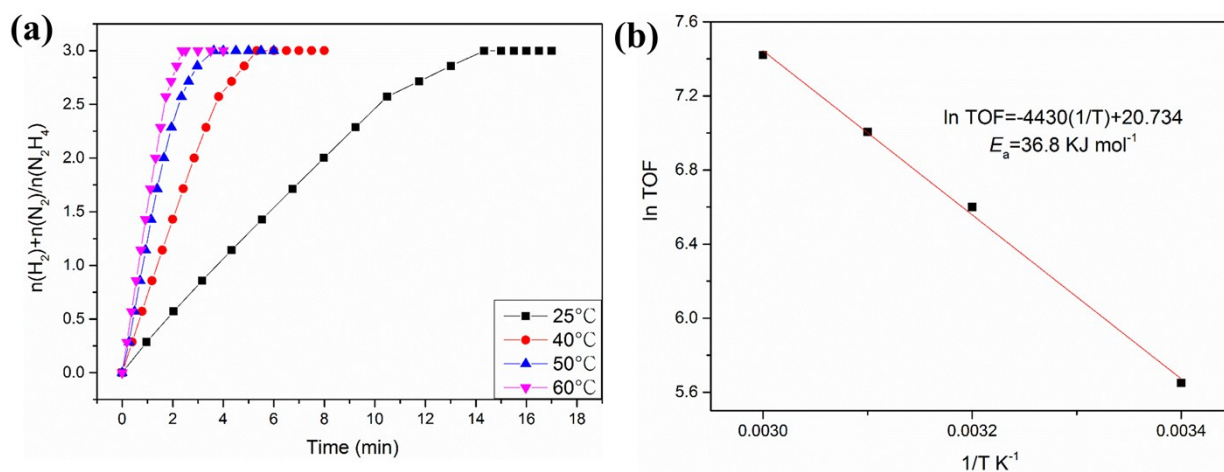 (a)
n(H₂)+n(N₂)/n(N₂H₄)
3.0
2.5
2.0
1.5
1.0
0.5
0.0
0 2 4 6 8 10 12 14 16 18
Time (min)
25°C
40°C
50°C
60°C
(b)
ln TOF
7.6
7.2
6.8
6.4
6.0
5.6
ln TOF=-4430(1/T)+20.734
Eₐ=36.8 KJ mol⁻¹
0.0030 0.0032 0.0034
1/T K⁻¹